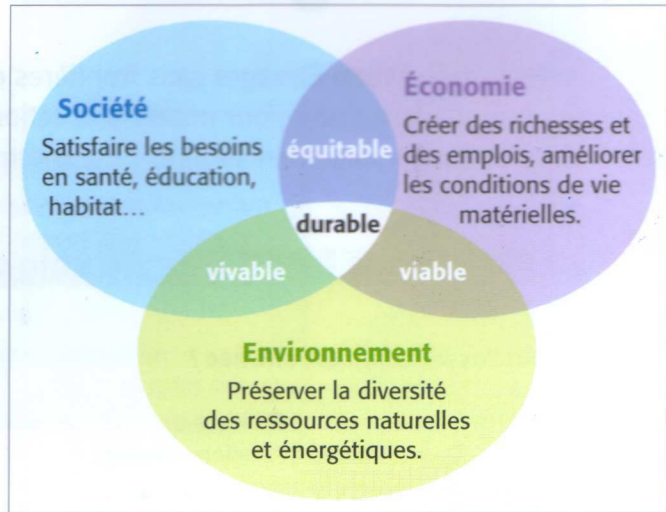 Société
Satisfaire les besoins
en santé, éducation,
habitat…
Économie
Créer des richesses et
des emplois, améliorer
les conditions de vie
matérielles.
équitable
durable
vivable
viable
Environnement
Préserver la diversité
des ressources naturelles
et énergétiques.